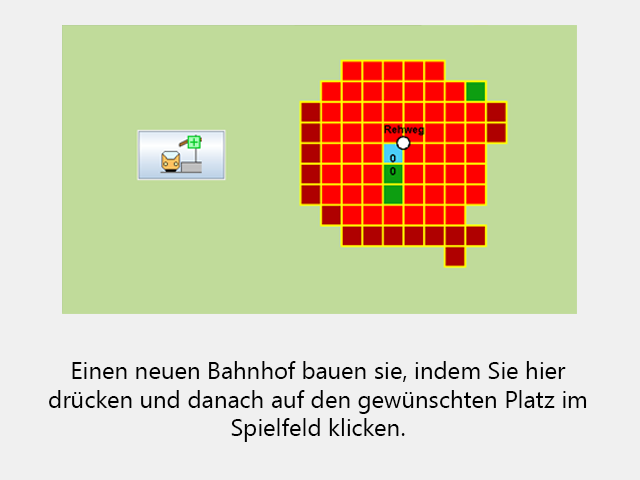 Rehweg
0
0
Einen neuen Bahnhof bauen sie, indem Sie hier
drücken und danach auf den gewünschten Platz im
Spielfeld klicken.